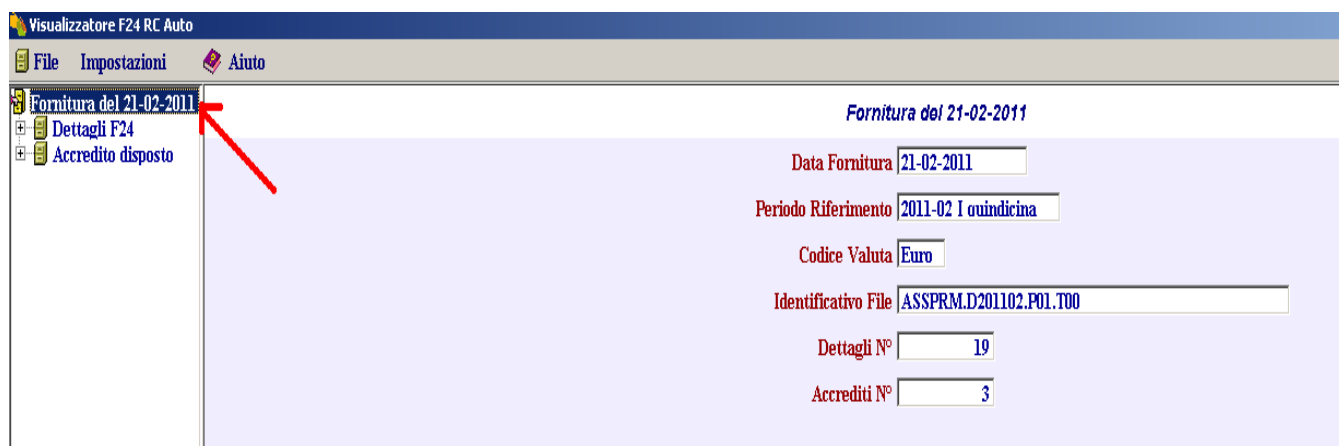 Visualizzatore F24 RC Auto
File Impostazioni Aiuto
Fornitura del 21-02-2011
Dettagli F24
Accredito disposto
Fornitura del 21-02-2011
Data Fornitura 21-02-2011
Periodo Riferimento 2011-02 I quindicina
Codice Valuta Euro
Identificativo File ASSPRM.D201102.P01.T00
Dettagli N° 19
Accrediti N° 3